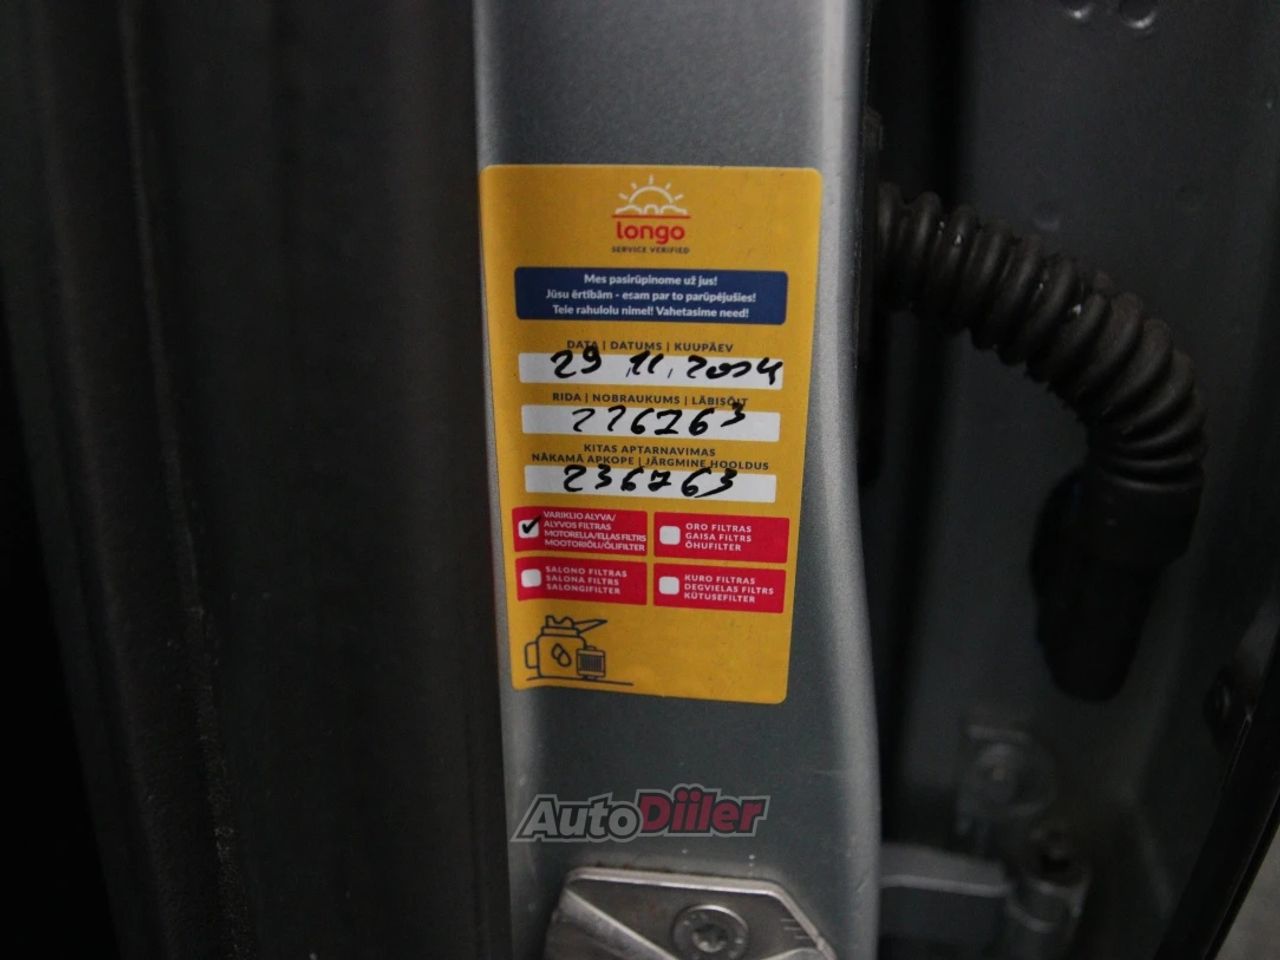 longo
SERVICE VERIFIED
Mes pasirūpinome už jus!
Jūsu ērtībām - esam par to parūpējušies!
Teie rahulolu nimel! Vahetasime need!
DATA | DATUMS | KUUPÄEV
29.11.2024
RIDA | NOBRAUKUMS | LÄBISÕIT
226763
KITAS APTARNAVIMAS
NĀKAMĀ APKOPE | JÄRGMINE HOOLDUS
236763
VARIKLIO ALYVA/
ALYVOS FILTRAS
MOTORELLA/ELLAS FILTRS
MOOTORIÕLI/ÕLIFILTER
ORO FILTRAS
GAISA FILTRS
ÕHUFILTER
SALONO FILTRAS
SALONA FILTRS
SALONGIFILTER
KURO FILTRAS
DEGVIELAS FILTRS
KÜTUSEFILTER
AutoDiiler